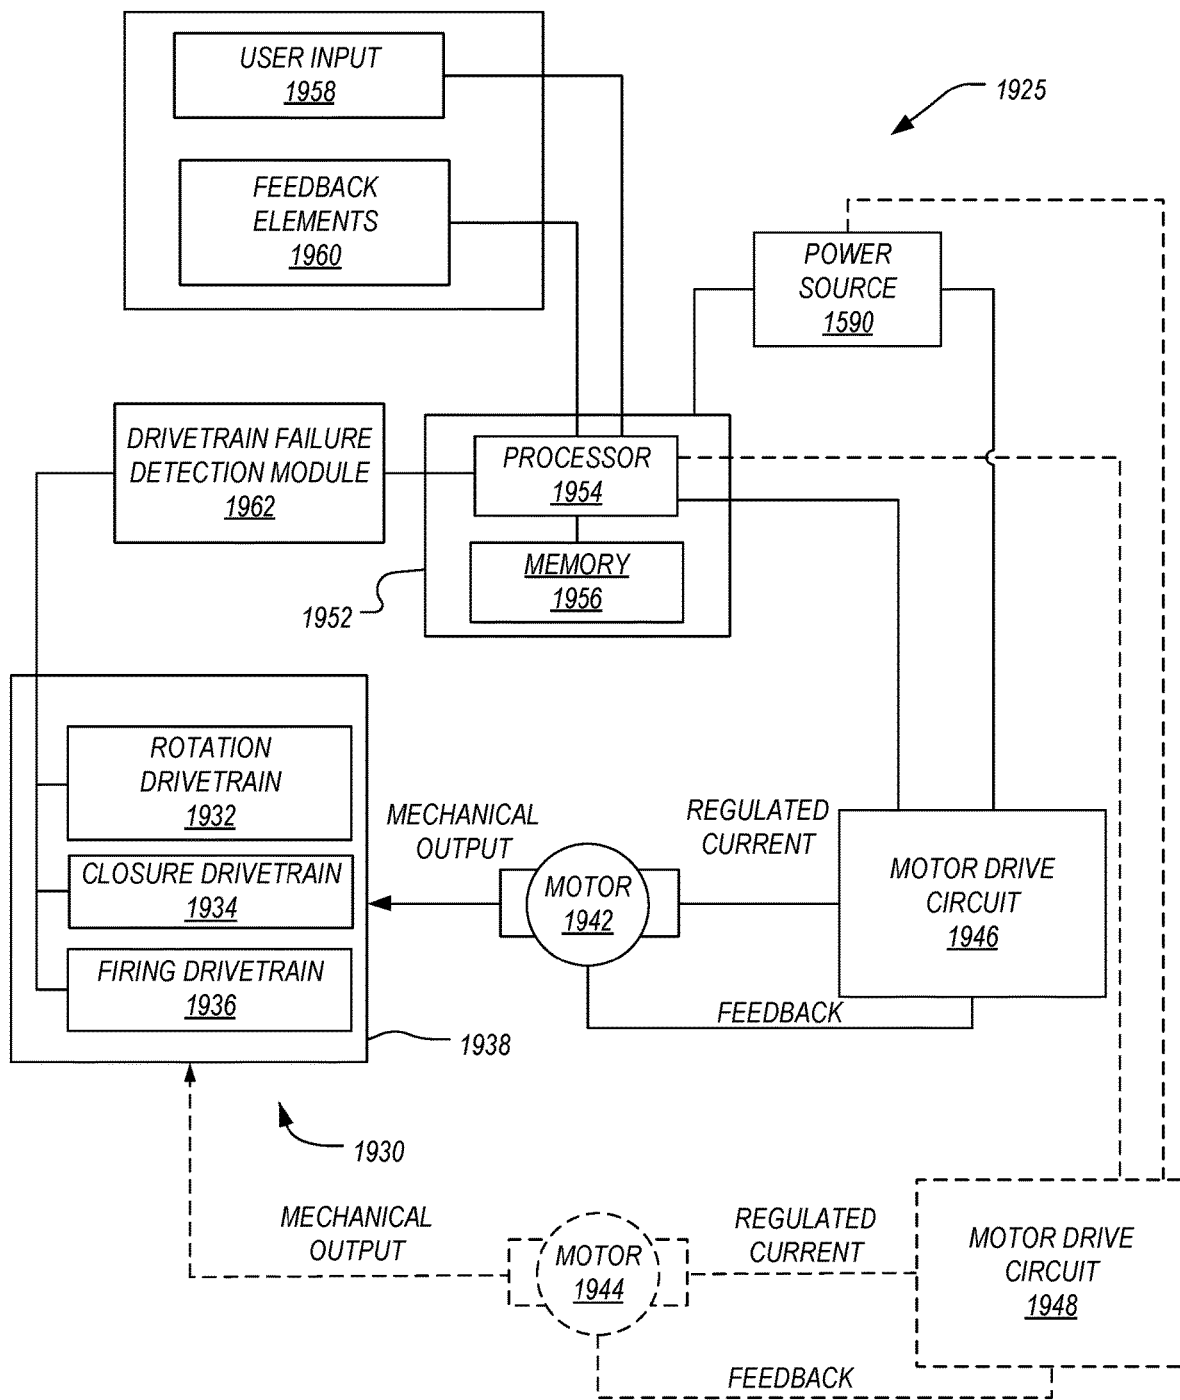 USER INPUT
1958
1925
FEEDBACK
ELEMENTS
1960
POWER
SOURCE
1590
DRIVETRAIN FAILURE
DETECTION MODULE
1962
PROCESSOR
1954
MEMORY
1956
1952
ROTATION
DRIVETRAIN
1932
CLOSURE DRIVETRAIN
1934
FIRING DRIVETRAIN
1936
1938
1930
MECHANICAL
OUTPUT
MOTOR
1942
REGULATED
CURRENT
MOTOR DRIVE
CIRCUIT
1946
FEEDBACK
MECHANICAL
OUTPUT
MOTOR
1944
REGULATED
CURRENT
MOTOR DRIVE
CIRCUIT
1948
FEEDBACK